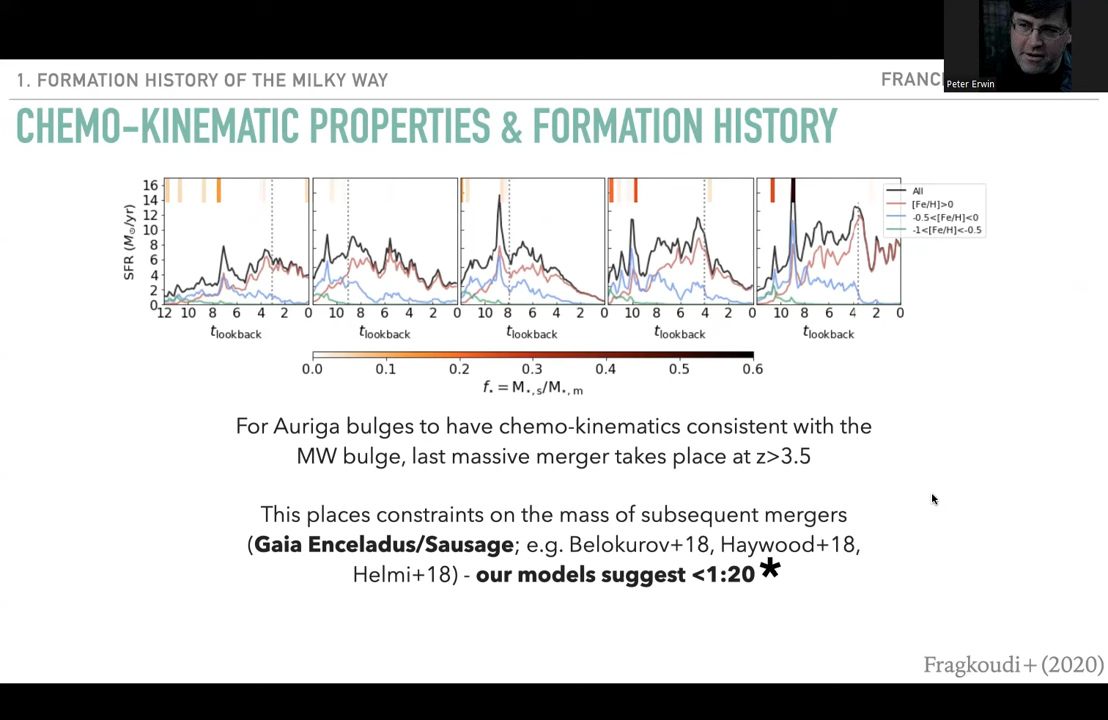 Peter Erwin
1. FORMATION HISTORY OF THE MILKY WAY
FRANC
CHEMO-KINEMATIC PROPERTIES & FORMATION HISTORY
SFR (M⊙/yr)
16
14
12
10
8
6
4
2
0
All
[Fe/H]>0
-0.5<[Fe/H]<0
-1<[Fe/H]<-0.5
12 10 8 6 4 2 0
10 8 6 4 2 0
10 8 6 4 2 0
10 8 6 4 2 0
10 8 6 4 2 0
tlookback
tlookback
tlookback
tlookback
tlookback
0.0 0.1 0.2 0.3 0.4 0.5 0.6
f⋆ = M⋆,s/M⋆,m
For Auriga bulges to have chemo-kinematics consistent with the
MW bulge, last massive merger takes place at z>3.5
This places constraints on the mass of subsequent mergers
(Gaia Enceladus/Sausage; e.g. Belokurov+18, Haywood+18,
Helmi+18) - our models suggest <1:20 *
Fragkoudi+(2020)